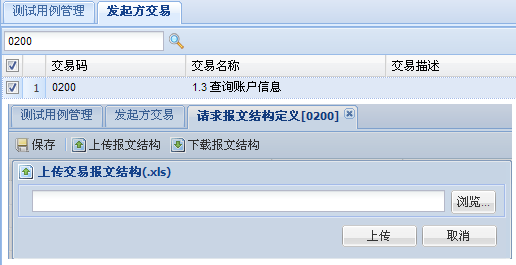 测试用例管理 发起方交易
0200
交易码 交易名称 交易描述
1 0200 1.3 查询账户信息
测试用例管理 发起方交易 请求报文结构定义[0200]
保存 上传报文结构 下载报文结构
上传交易报文结构(.xls)
浏览...
上传 取消